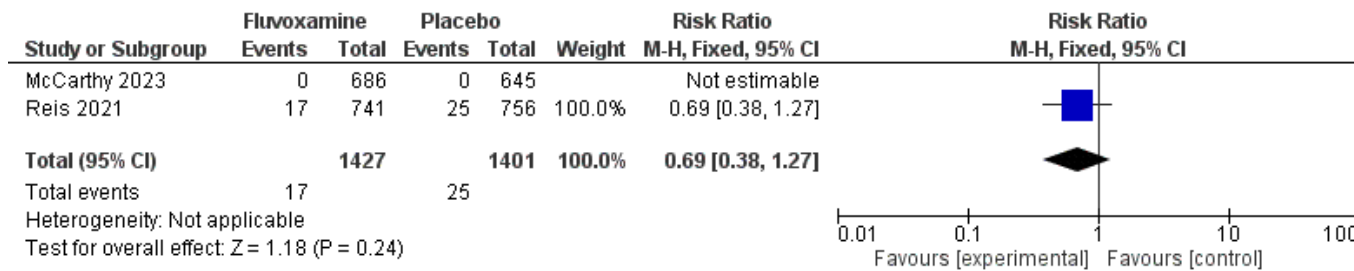 Fluvoxamine Placebo Risk Ratio Risk Ratio
Study or Subgroup Events Total Events Total Weight M-H, Fixed, 95% CI M-H, Fixed, 95% CI
McCarthy 2023 0 686 0 645 Not estimable
Reis 2021 17 741 25 756 100.0% 0.69 [0.38, 1.27]
Total (95% CI) 1427 1401 100.0% 0.69 [0.38, 1.27]
Total events 17 25
Heterogeneity: Not applicable
Test for overall effect: Z = 1.18 (P = 0.24)
0.01 0.1 1 10 100
Favours [experimental] Favours [control]